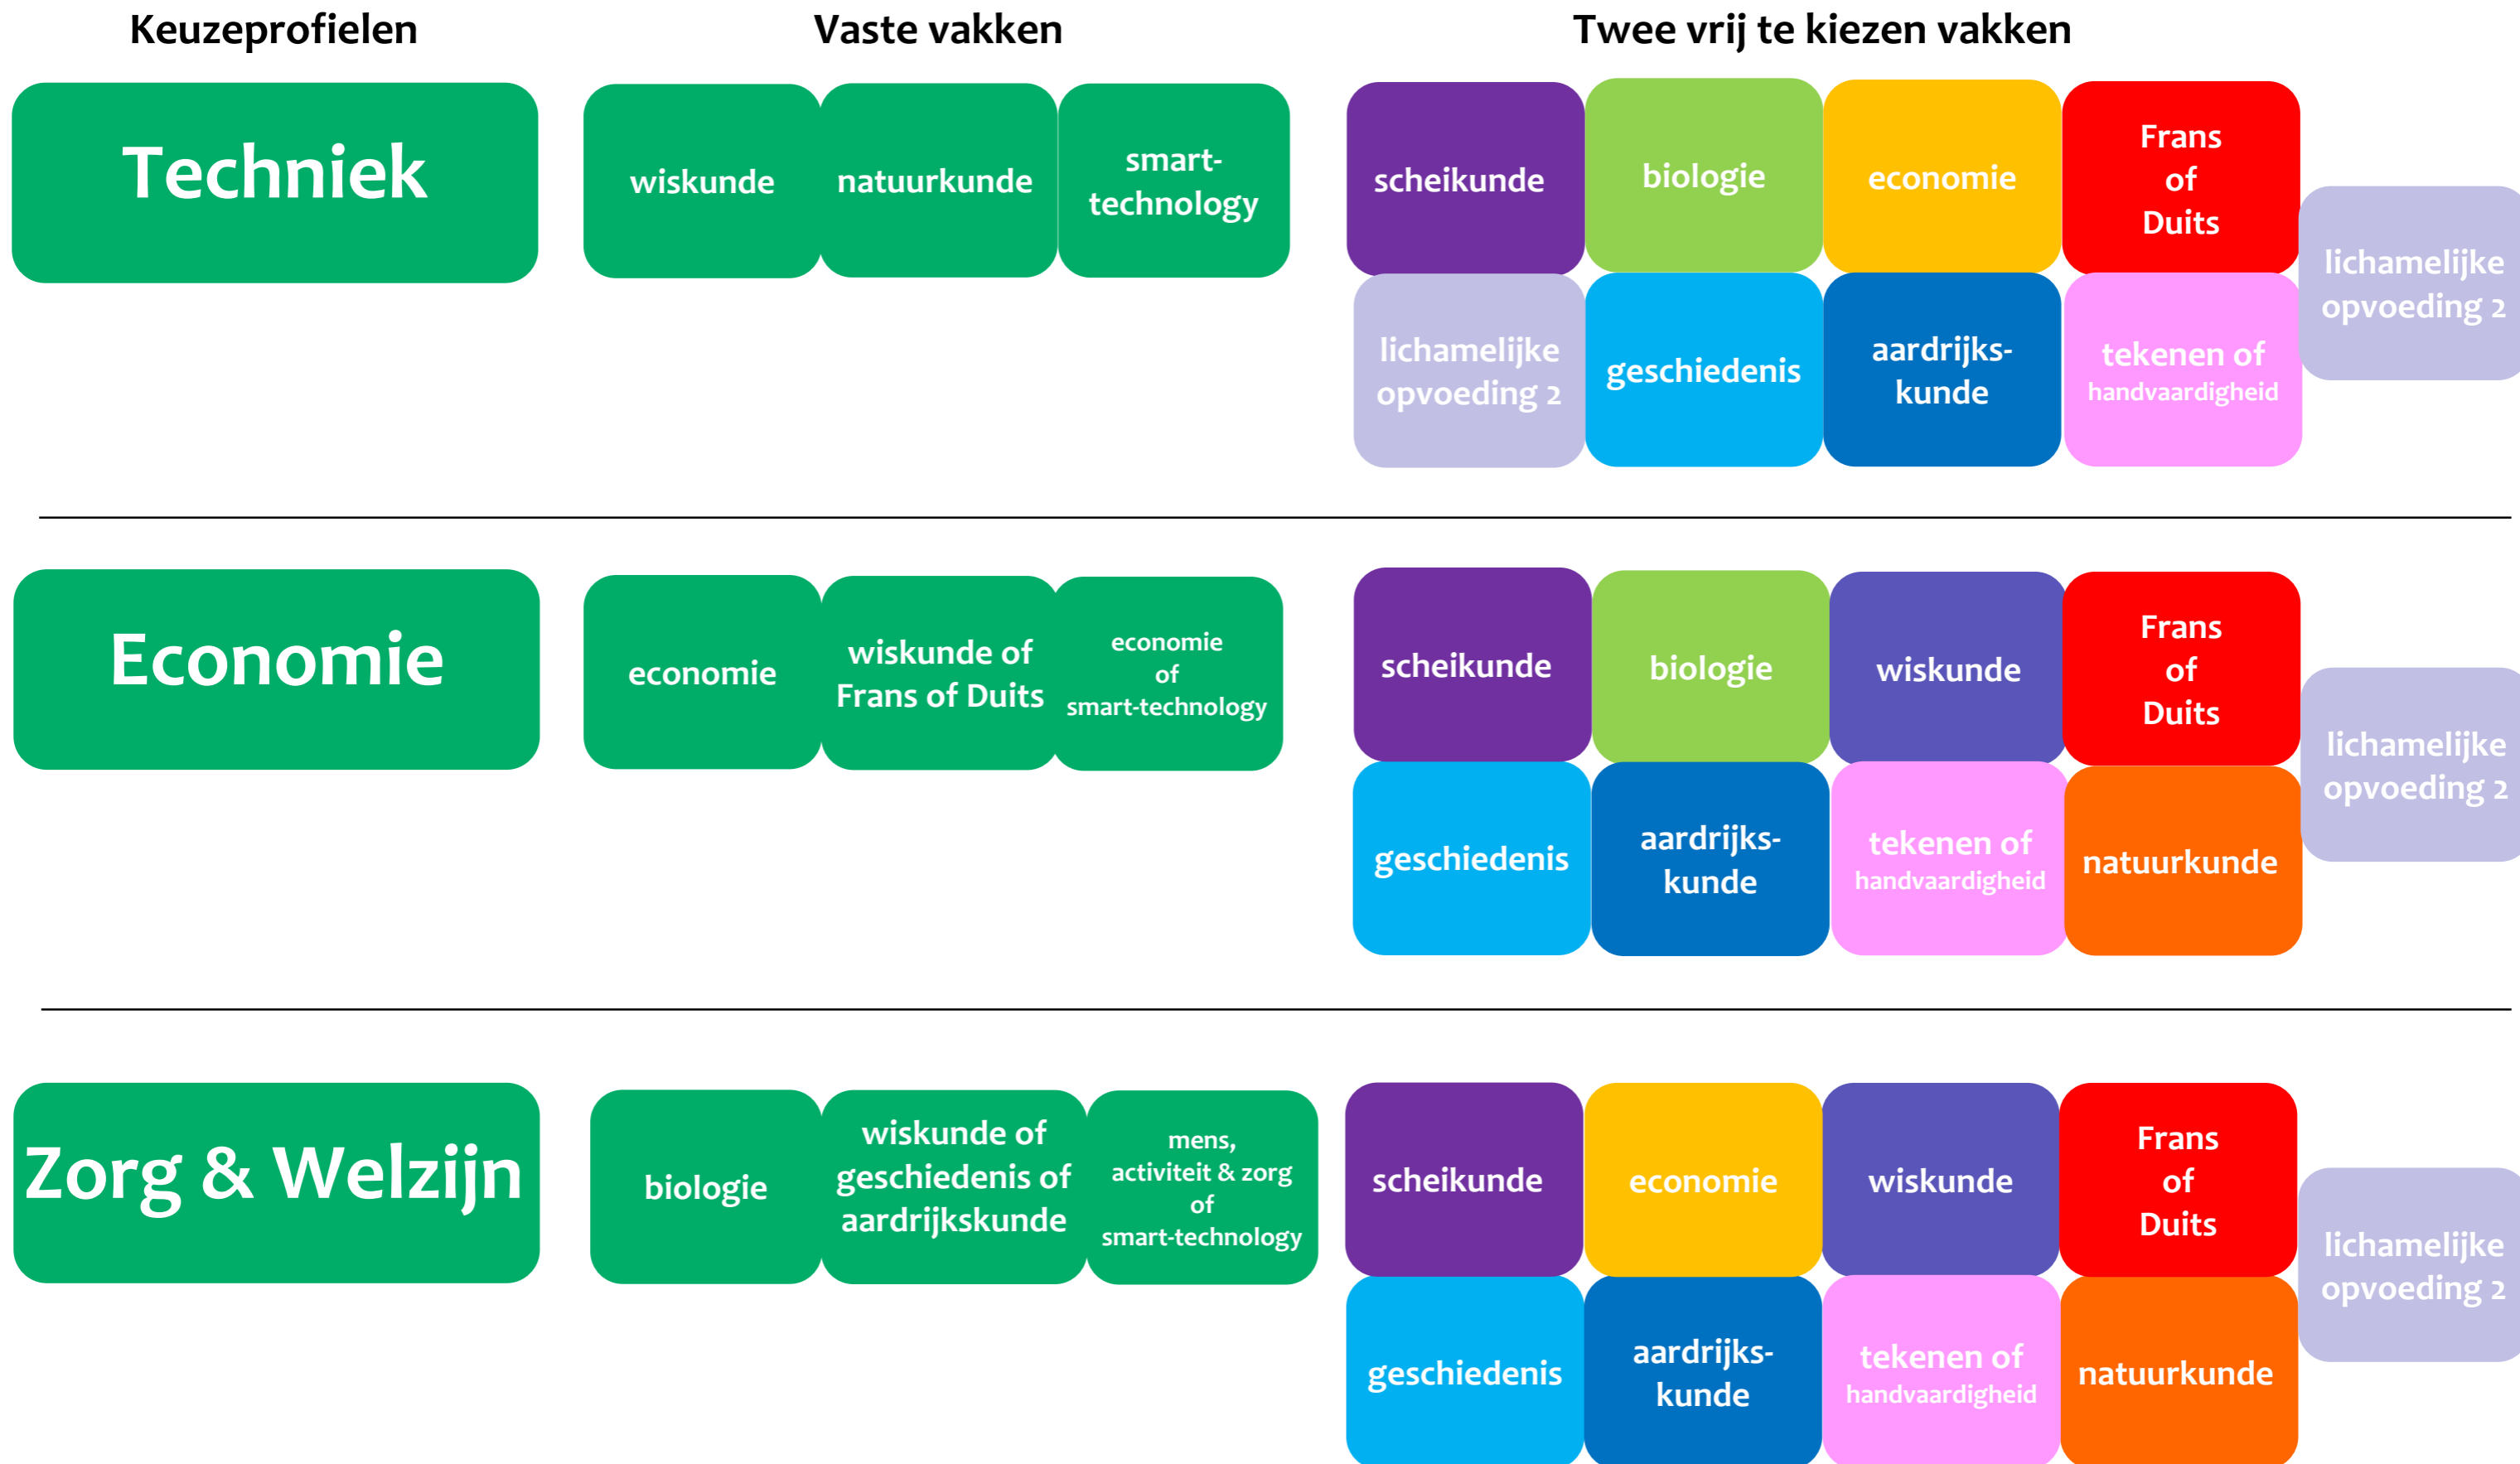 Keuzeprofielen
Vaste vakken
Twee vrij te kiezen vakken
Techniek
wiskunde
natuurkunde
smart-
technology
scheikunde
biologie
economie
Frans
of
Duits
lichamelijke
opvoeding 2
lichamelijke
opvoeding 2
geschiedenis
aardrijks-
kunde
tekenen of
handvaardigheid
Economie
economie
wiskunde of
Frans of Duits
economie
of
smart-technology
scheikunde
biologie
wiskunde
Frans
of
Duits
lichamelijke
opvoeding 2
geschiedenis
aardrijks-
kunde
tekenen of
handvaardigheid
natuurkunde
Zorg & Welzijn
biologie
wiskunde of
geschiedenis of
aardrijkskunde
mens,
activiteit & zorg
of
smart-technology
scheikunde
economie
wiskunde
Frans
of
Duits
lichamelijke
opvoeding 2
geschiedenis
aardrijks-
kunde
tekenen of
handvaardigheid
natuurkunde